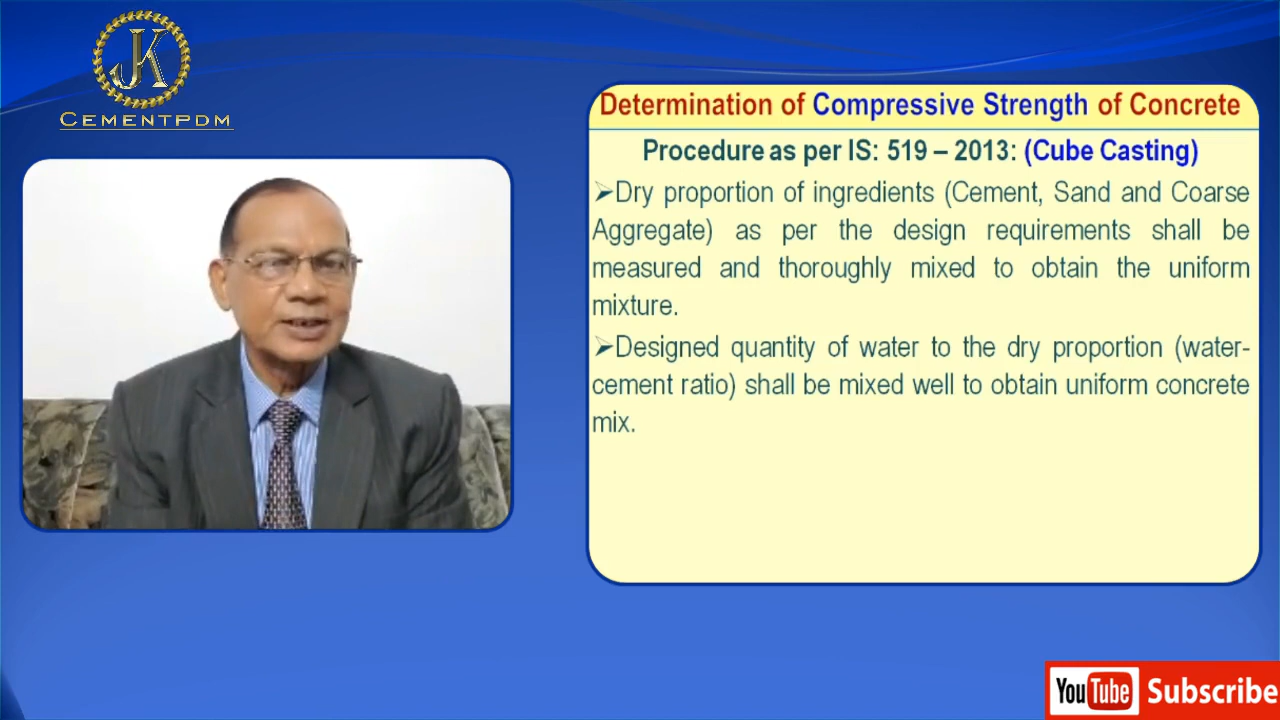 JK
CEMENTPDM
Determination of Compressive Strength of Concrete
Procedure as per IS: 519 – 2013: (Cube Casting)
➢Dry proportion of ingredients (Cement, Sand and Coarse
Aggregate) as per the design requirements shall be
measured and thoroughly mixed to obtain the uniform
mixture.
➢Designed quantity of water to the dry proportion (water-
cement ratio) shall be mixed well to obtain uniform concrete
mix.
YouTube Subscribe